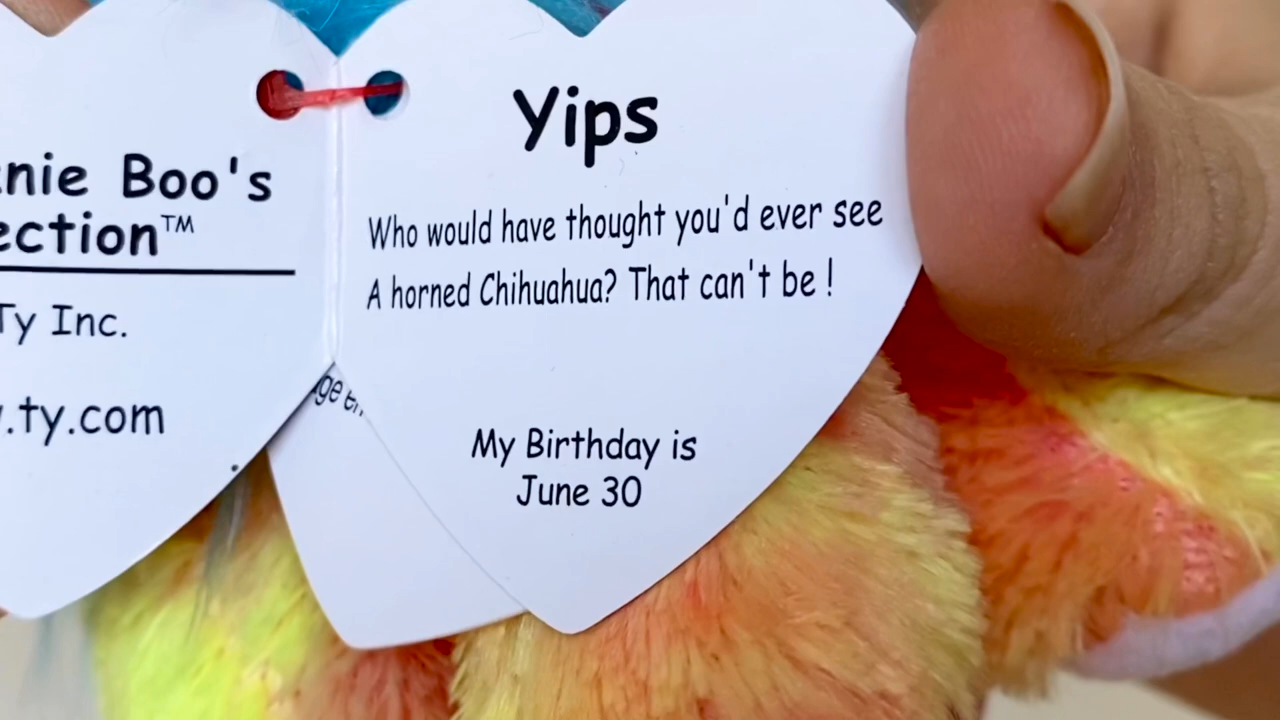 nie Boo's
ection™
Ty Inc.
.ty.com
Yips
Who would have thought you'd ever see
A horned Chihuahua? That can't be !
My Birthday is
June 30